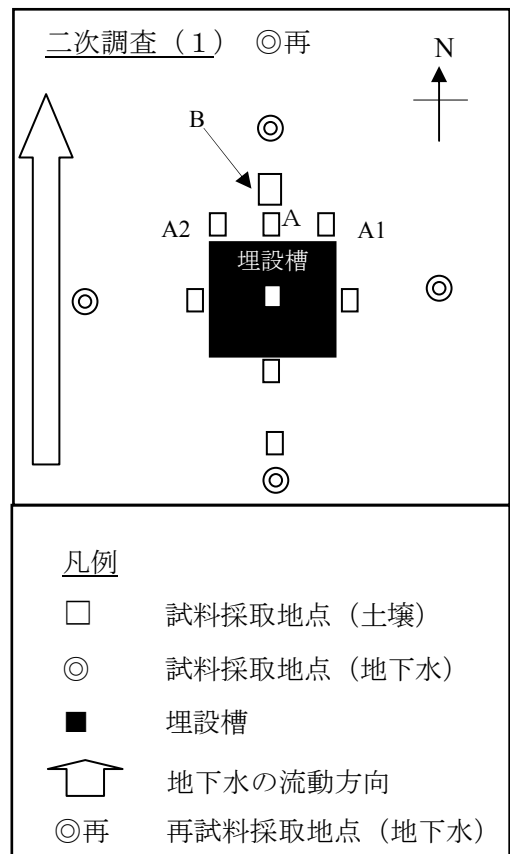 二次調査（１） ◎再
N
B
A
A2
A1
埋設槽
凡例
□ 試料採取地点（土壌）
◎ 試料採取地点（地下水）
■ 埋設槽
地下水の流動方向
◎再 再試料採取地点（地下水）